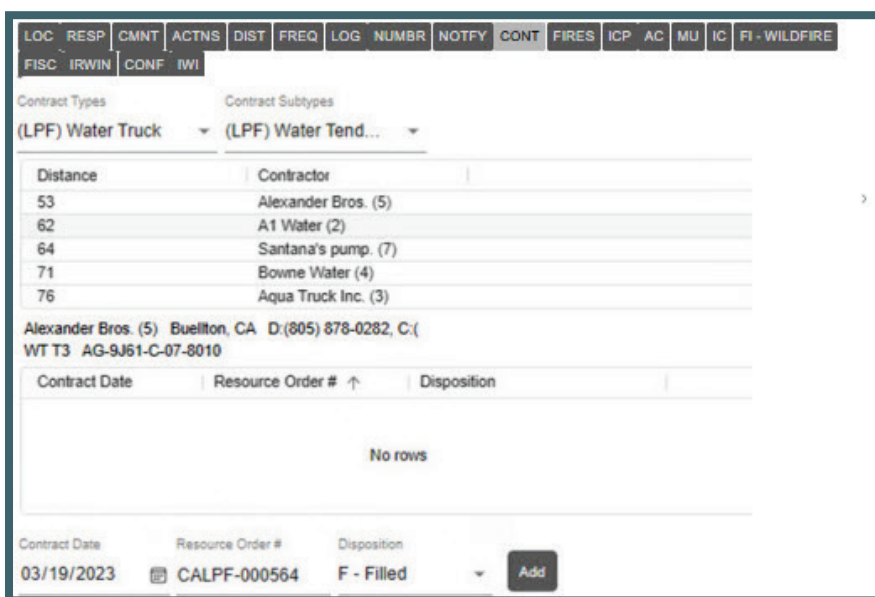 LOC RESP CMNT ACTNS DIST FREQ LOG NUMBR NOTFY CONT FIRES ICP AC MU IC FI - WILDFIRE
FISC IRWIN CONF IWI
Contract Types Contract Subtypes
(LPF) Water Truck (LPF) Water Tend...
Distance Contractor
53 Alexander Bros. (5)
62 A1 Water (2)
64 Santana's pump. (7)
71 Bowne Water (4)
76 Aqua Truck Inc. (3)
Alexander Bros. (5) Buellton, CA D:(805) 878-0282, C:(
WT T3 AG-9J61-C-07-8010
Contract Date Resource Order # ↑ Disposition
No rows
Contract Date Resource Order # Disposition
03/19/2023 CALPF-000564 F - Filled Add